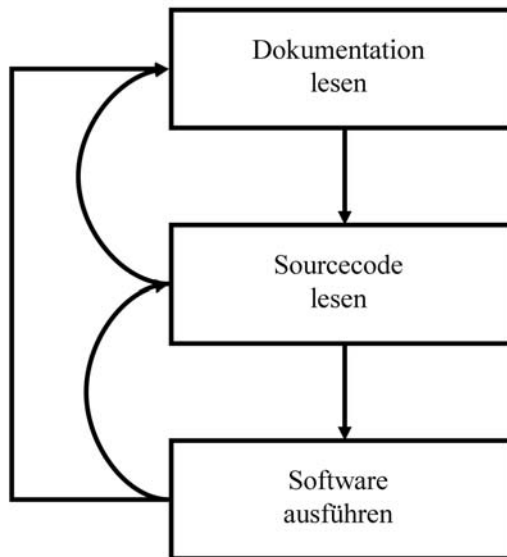 Dokumentation
lesen
Sourcecode
lesen
Software
ausführen